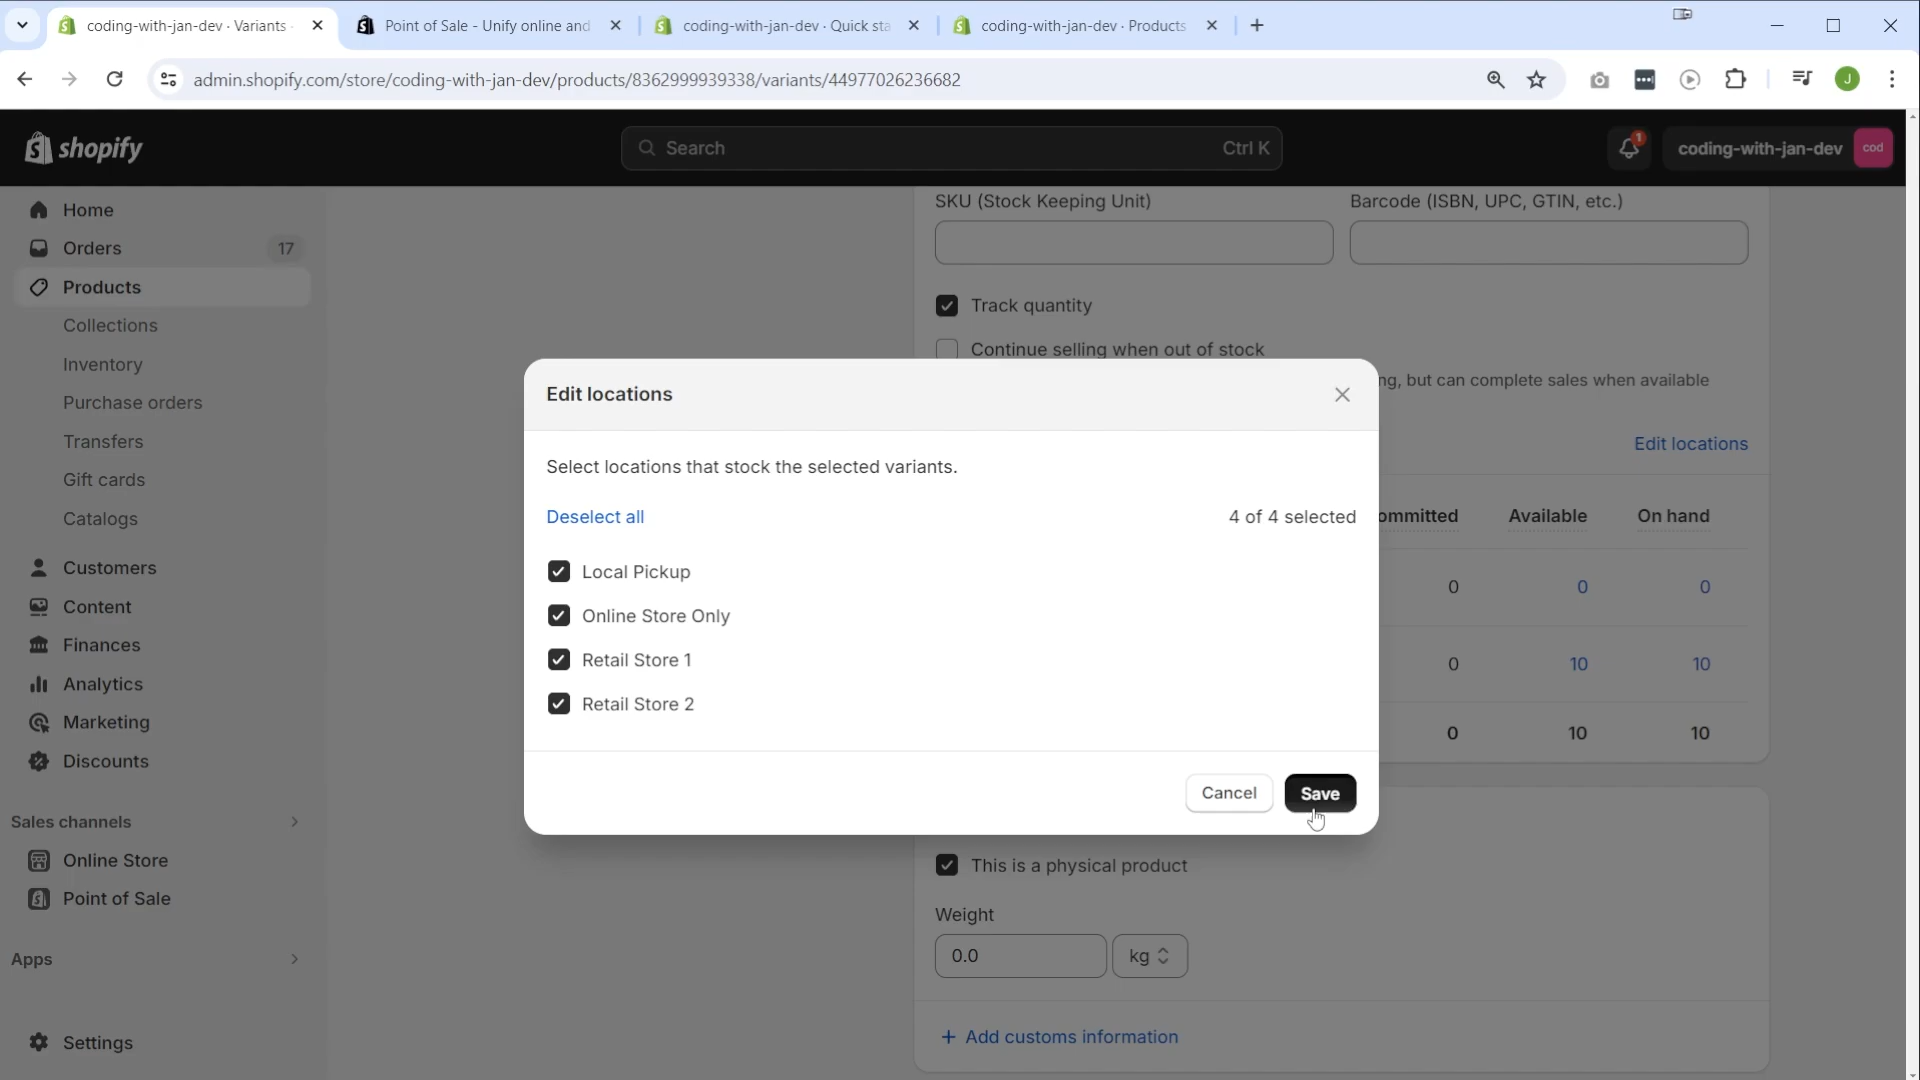 coding-with-jan-dev · Variants ·
Point of Sale - Unify online and
coding-with-jan-dev · Quick sta
coding-with-jan-dev · Products
admin.shopify.com/store/coding-with-jan-dev/products/8362999939338/variants/44977026236682
J
shopify
Search
Ctrl K
1
coding-with-jan-dev
cod
Home
Orders
17
Products
Collections
Inventory
Purchase orders
Transfers
Gift cards
Catalogs
Customers
Content
Finances
Analytics
Marketing
Discounts
Sales channels
Online Store
Point of Sale
Apps
Settings
SKU (Stock Keeping Unit)
Barcode (ISBN, UPC, GTIN, etc.)
Track quantity
Continue selling when out of stock
ng, but can complete sales when available
Edit locations
ommitted
Available
On hand
0
0
0
0
10
10
0
10
10
Edit locations
Select locations that stock the selected variants.
Deselect all
4 of 4 selected
Local Pickup
Online Store Only
Retail Store 1
Retail Store 2
Cancel
Save
This is a physical product
Weight
0.0
kg
+ Add customs information